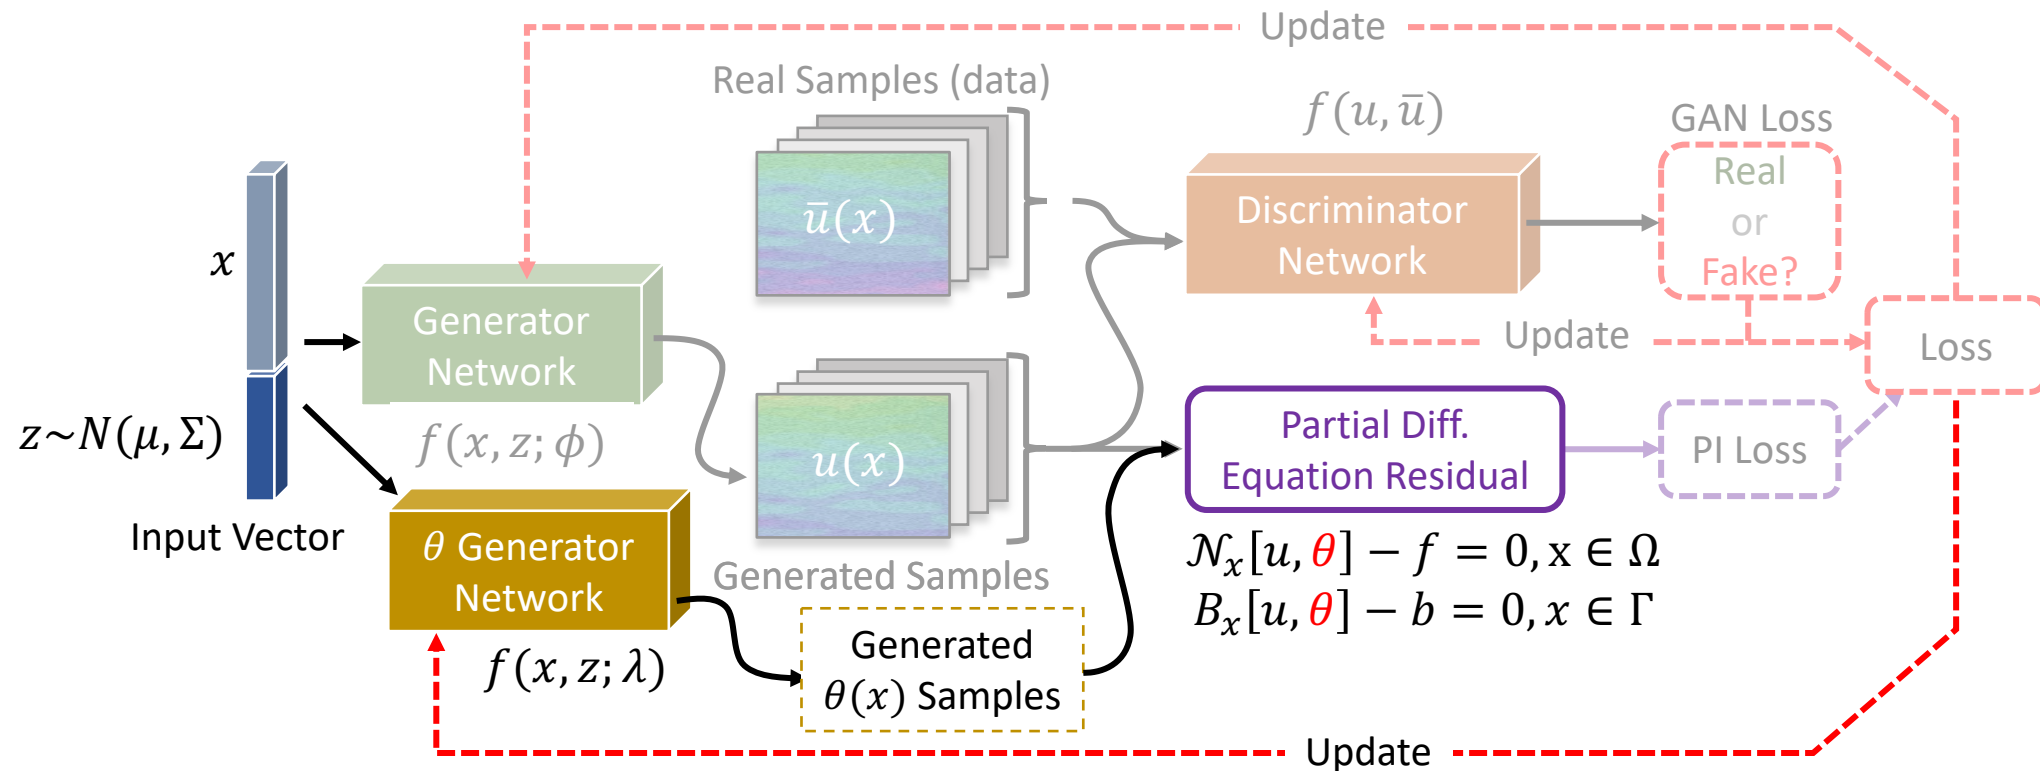 Update
Real Samples (data)
f(u, ū)
GAN Loss
Real
or
Fake?
x
ū(x)
Discriminator
Network
Generator
Network
Update
Loss
z~N(μ, Σ)
f(x, z; ϕ)
u(x)
Partial Diff.
Equation Residual
PI Loss
Input Vector
θ Generator
Network
Generated Samples
𝒩ₓ[u, θ] − f = 0, x ∈ Ω
Bₓ[u, θ] − b = 0, x ∈ Γ
f(x, z; λ)
Generated
θ(x) Samples
Update